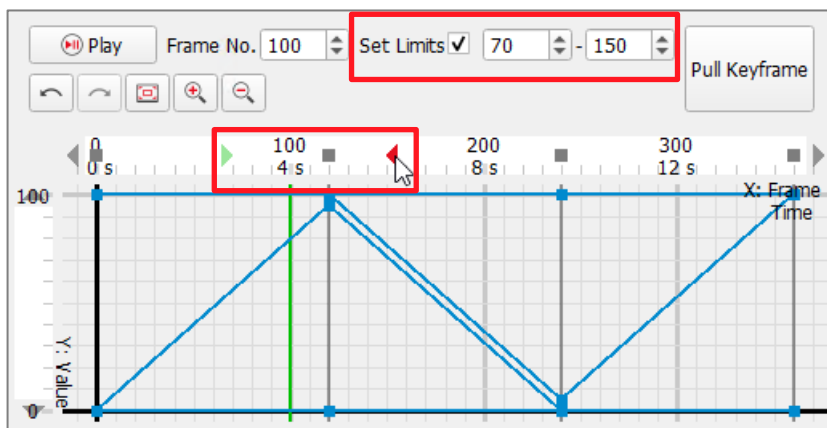 Play Frame No. 100 Set Limits 70 - 150
Pull Keyframe
0 100 200 300
0 s 4 s 8 s 12 s
100
X: Frame
Time
Y: Value
0